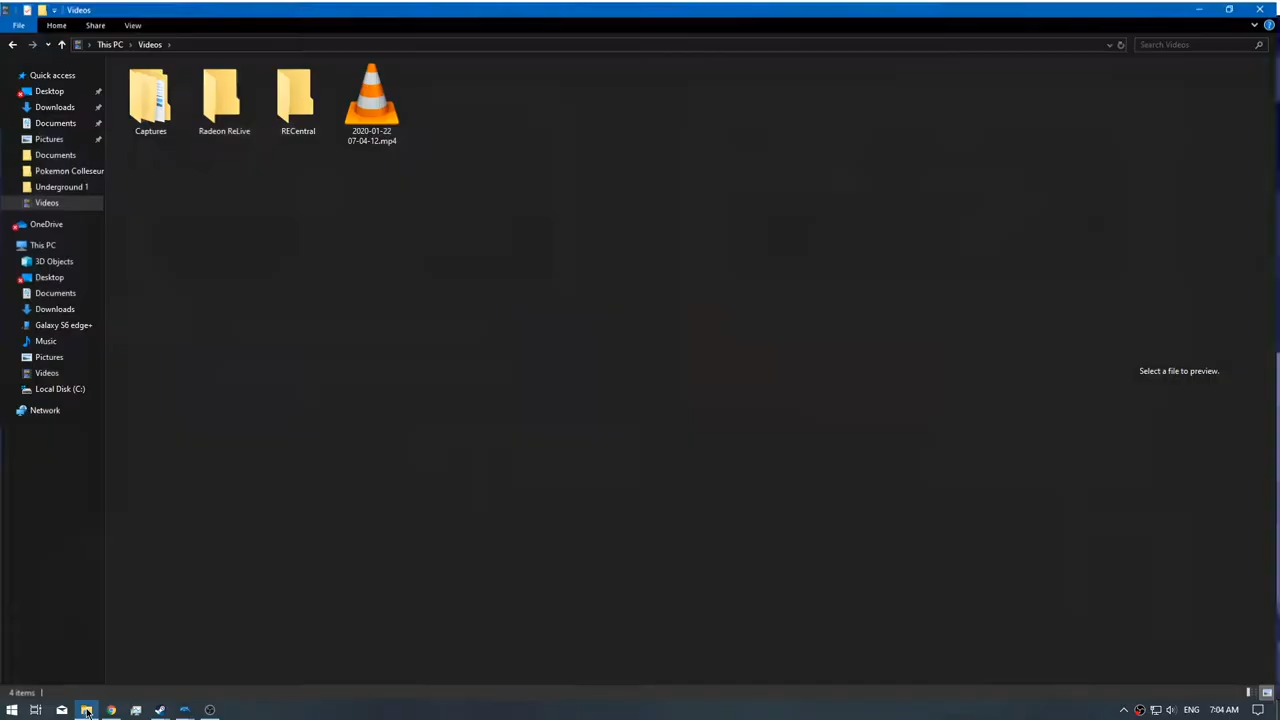 Videos
File Home Share View
This PC Videos Search Videos
Quick access
Desktop
Downloads
Documents
Pictures
Documents
Pokemon Colleseur
Underground 1
Videos
OneDrive
This PC
3D Objects
Desktop
Documents
Downloads
Galaxy S6 edge+
Music
Pictures
Videos
Local Disk (C:)
Network
Captures
Radeon ReLive
RECentral
2020-01-22
07-04-12.mp4
Select a file to preview.
4 items
ENG 7:04 AM